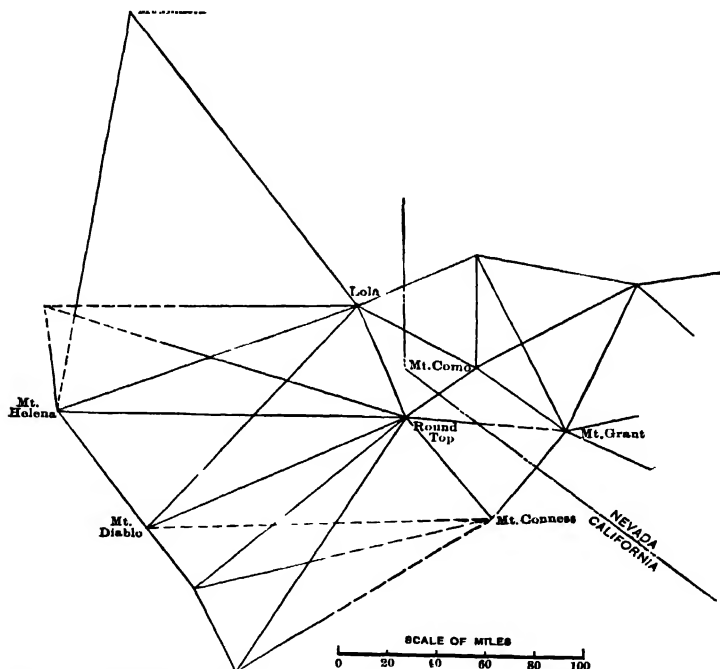 Lola
Mt. Como
Mt.
Helena
Round
Top
Mt. Grant
Mt.
Diablo
Mt. Conness
NEVADA
CALIFORNIA
SCALE OF MILES
0 20 40 60 80 100